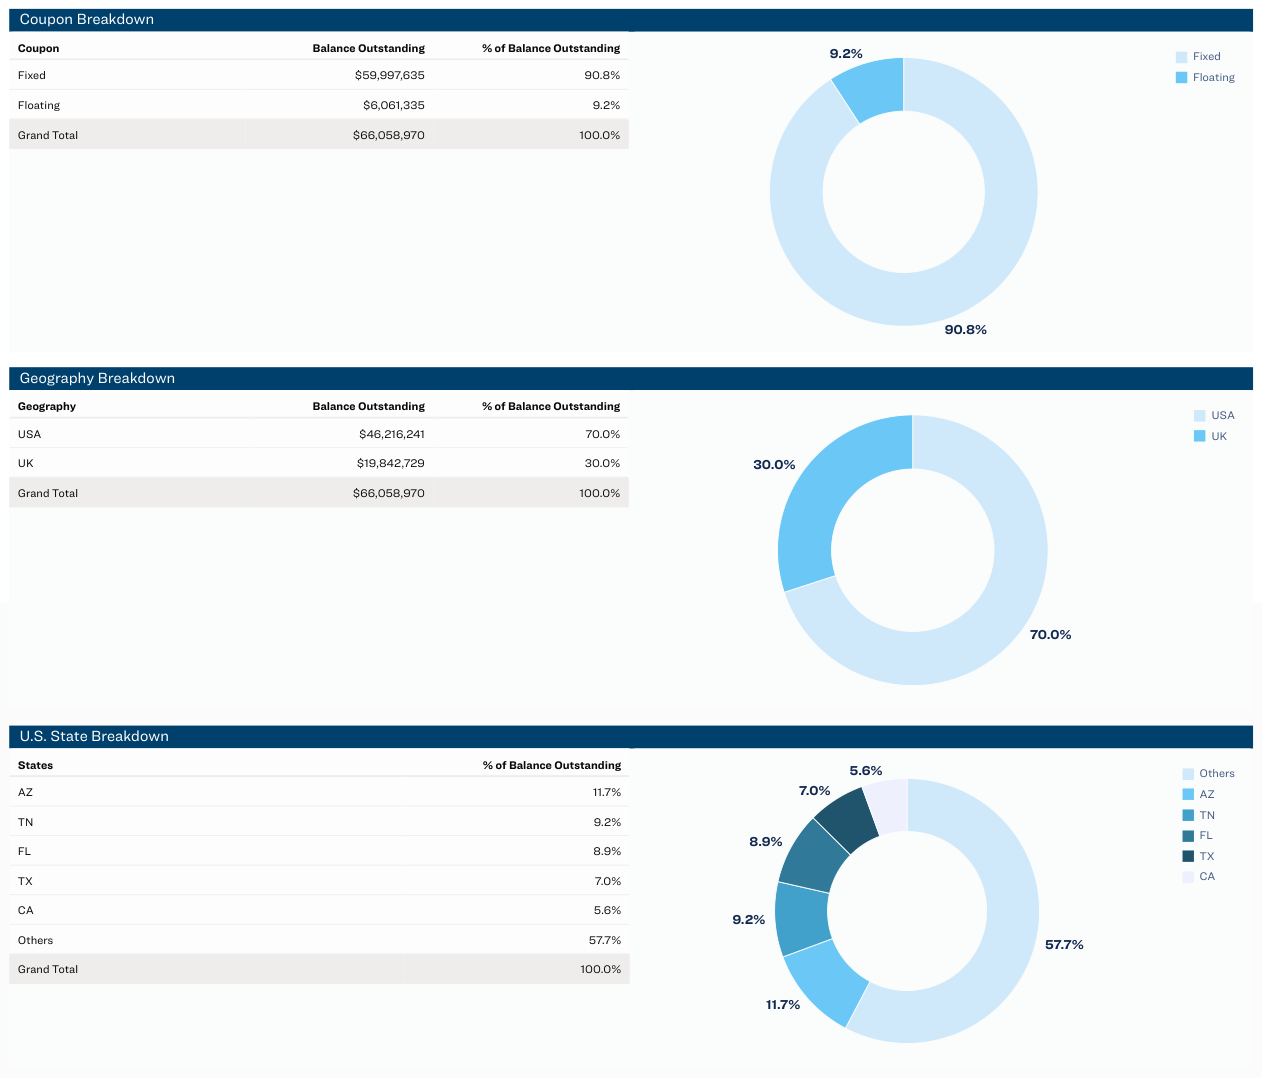 Coupon Breakdown
Coupon Balance Outstanding % of Balance Outstanding
Fixed $59,997,635 90.8%
Floating $6,061,335 9.2%
Grand Total $66,058,970 100.0%
9.2%
90.8%
Fixed
Floating
Geography Breakdown
Geography Balance Outstanding % of Balance Outstanding
USA $46,216,241 70.0%
UK $19,842,729 30.0%
Grand Total $66,058,970 100.0%
30.0%
70.0%
USA
UK
U.S. State Breakdown
States % of Balance Outstanding
AZ 11.7%
TN 9.2%
FL 8.9%
TX 7.0%
CA 5.6%
Others 57.7%
Grand Total 100.0%
5.6%
7.0%
8.9%
9.2%
11.7%
57.7%
Others
AZ
TN
FL
TX
CA